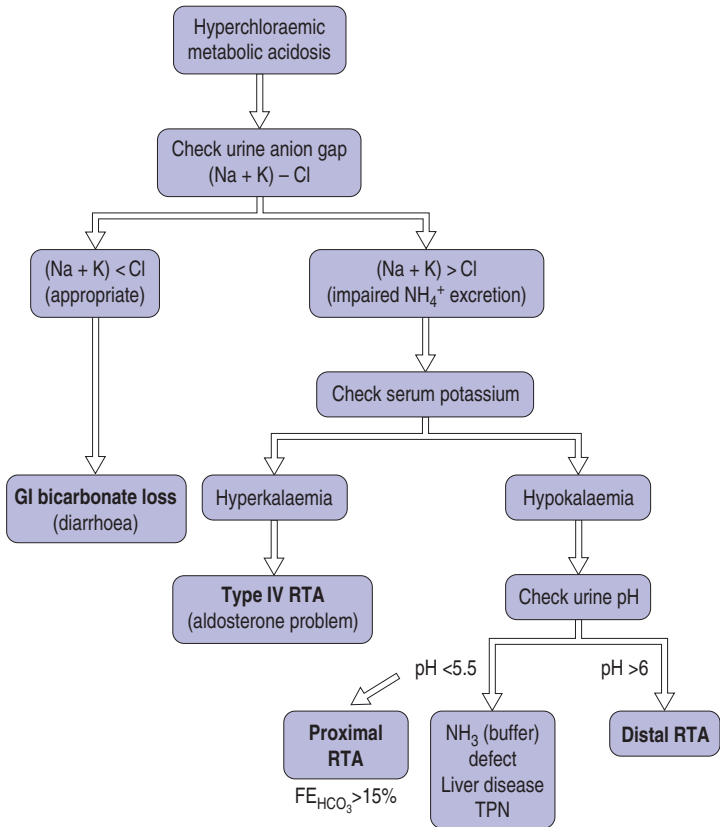 Hyperchloraemic
metabolic acidosis
Check urine anion gap
(Na + K) – Cl
(Na + K) < Cl
(appropriate)
(Na + K) > Cl
(impaired NH₄⁺ excretion)
Check serum potassium
GI bicarbonate loss
(diarrhoea)
Hyperkalaemia
Hypokalaemia
Type IV RTA
(aldosterone problem)
Check urine pH
pH <5.5
pH >6
Proximal
RTA
FE_HCO₃>15%
NH₃ (buffer)
defect
Liver disease
TPN
Distal RTA